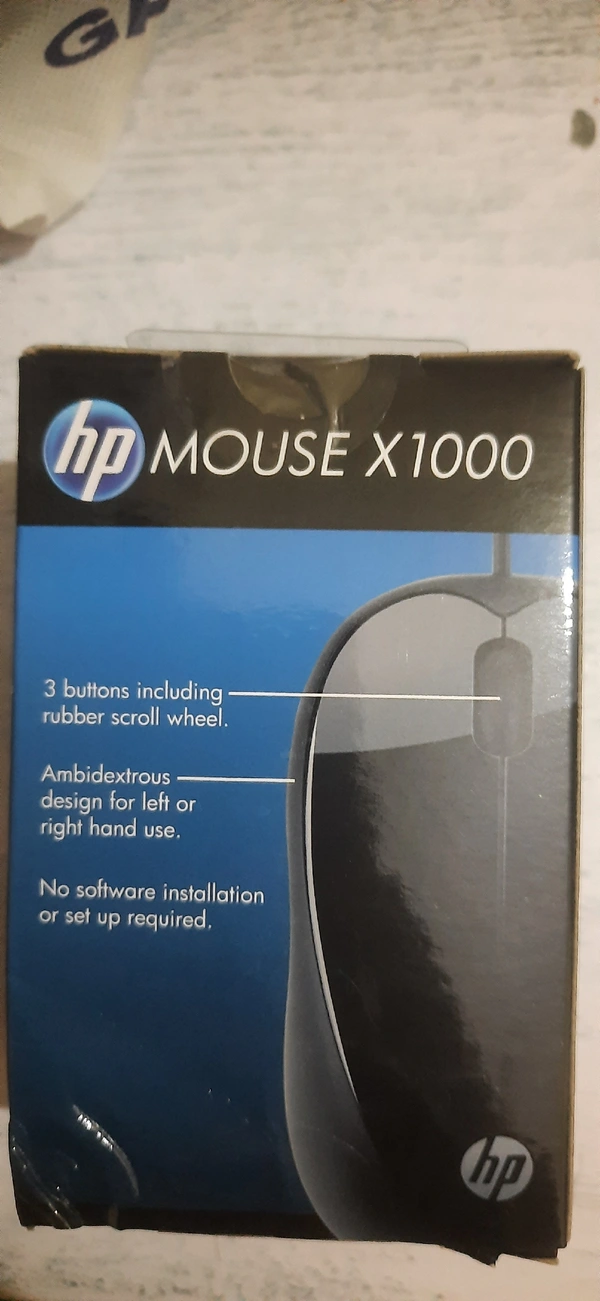 hp MOUSE X1000
3 buttons including
rubber scroll wheel.
Ambidextrous
design for left or
right hand use.
No software installation
or set up required.
hp